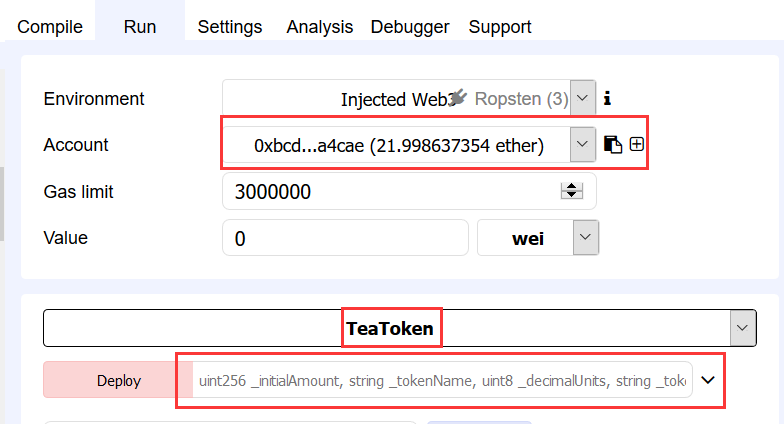 Compile Run Settings Analysis Debugger Support
Environment Injected Web3 Ropsten (3) i
Account 0xbcd...a4cae (21.998637354 ether)
Gas limit 3000000
Value 0 wei
TeaToken
Deploy uint256 _initialAmount, string _tokenName, uint8 _decimalUnits, string _toke